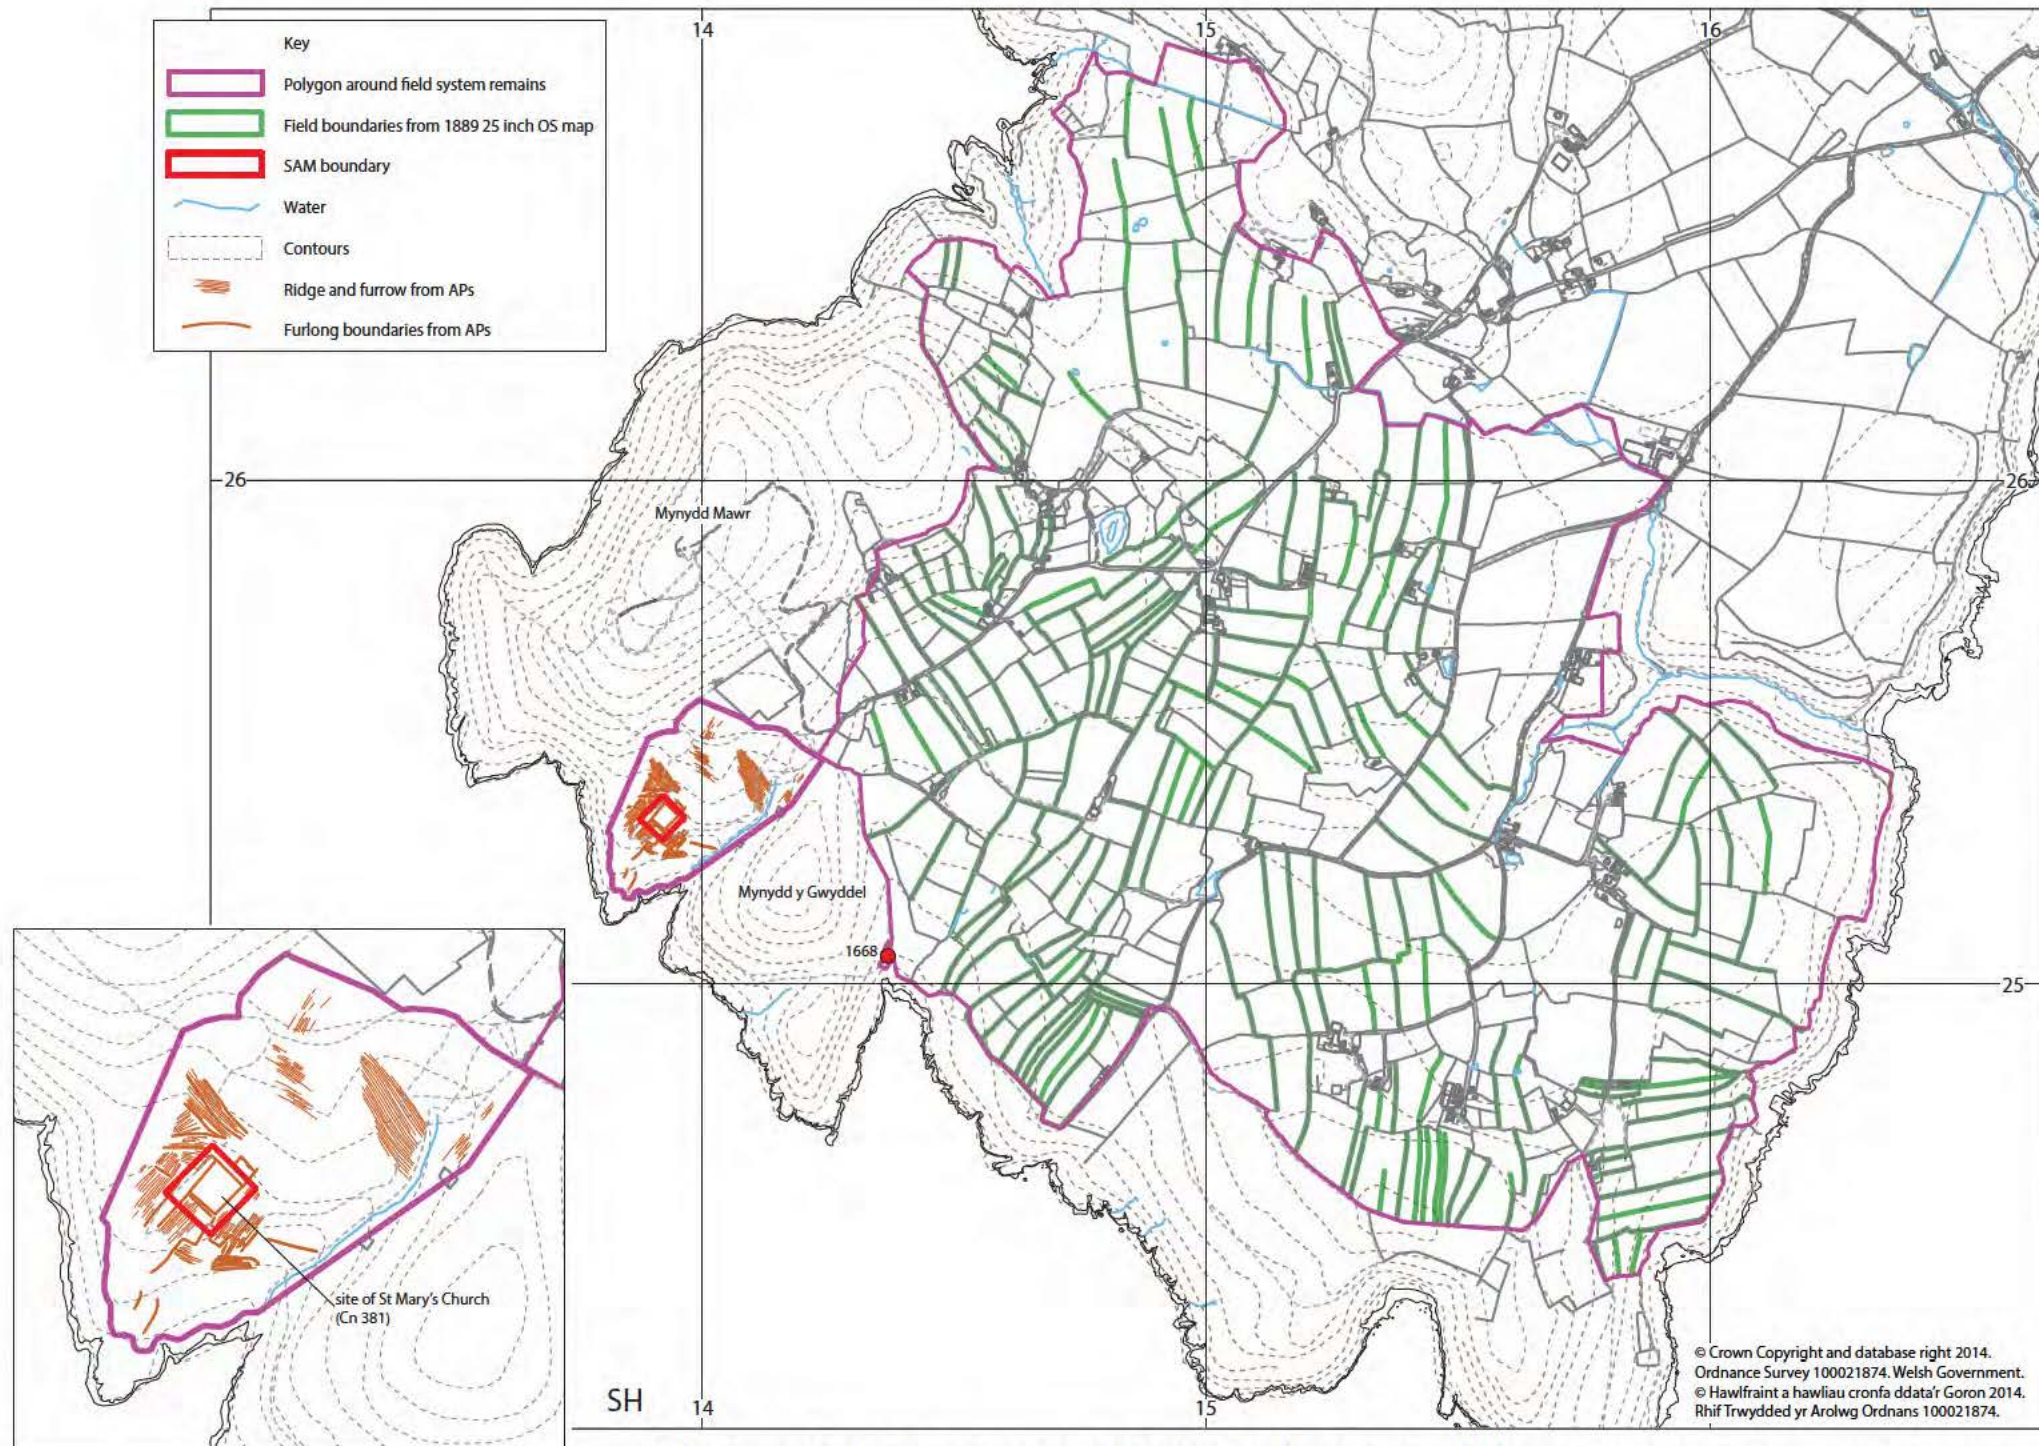 Key
Polygon around field system remains
Field boundaries from 1889 25 inch OS map
SAM boundary
Water
Contours
Ridge and furrow from APs
Furlong boundaries from APs
14
15
16
26
26
Mynydd Mawr
Mynydd y Gwyddel
1668
25
site of St Mary's Church
(Cn 381)
SH
14
15
© Crown Copyright and database right 2014.
Ordnance Survey 100021874. Welsh Government.
© Hawlfraint a hawliau cronfa ddata'r Goron 2014.
Rhif Trwydded yr Arolwg Ordnans 100021874.